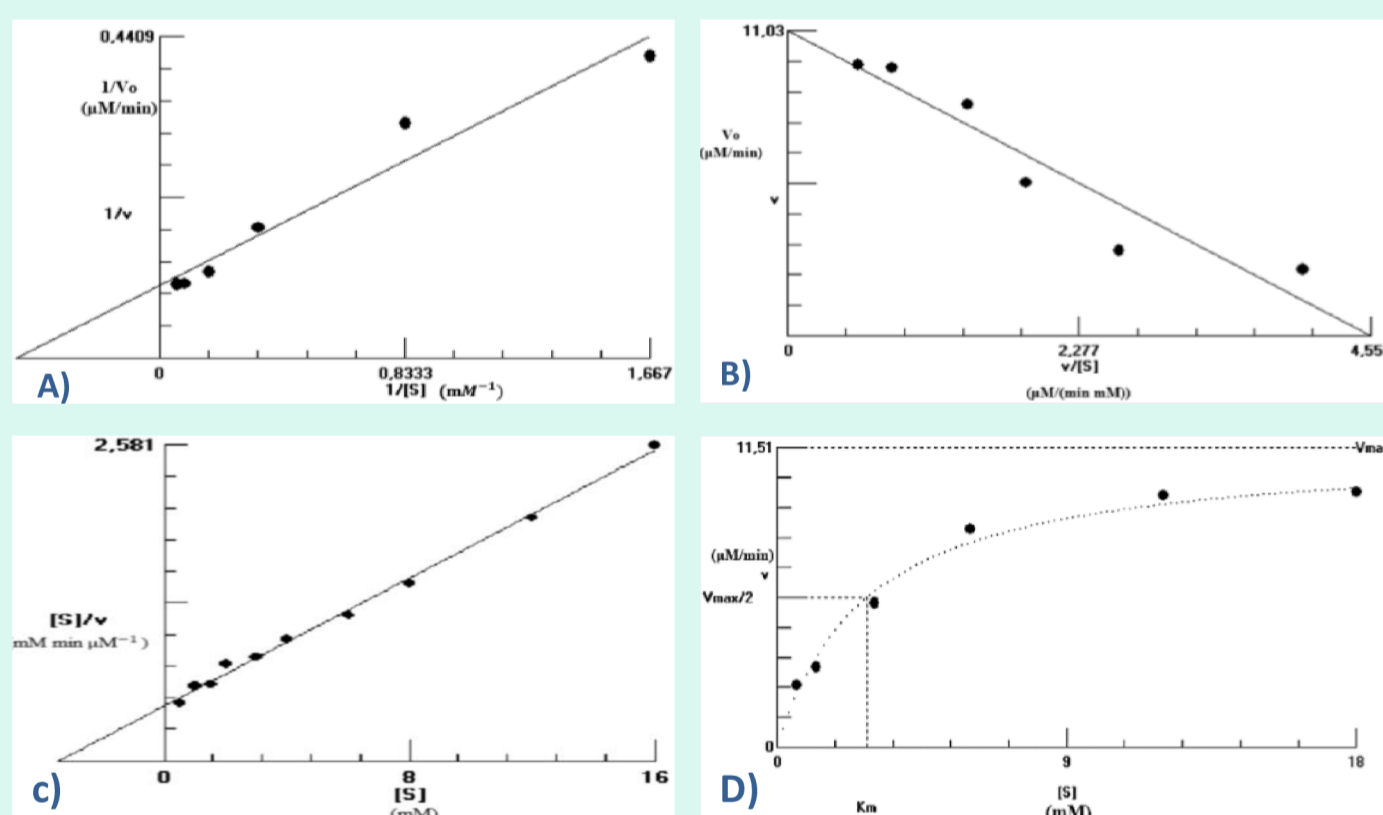 0,4409
1/Vo
(μM/min)
1/v
0
0,8333
1,667
1/[S] (mM⁻¹)
A)
11,03
Vo
(μM/min)
v
0
2,277
4,55
v/[S]
(μM/(min mM))
B)
2,581
[S]/v
mM min μM⁻¹)
0
8
16
[S]
(mM)
c)
11,51
Vma
(μM/min)
v
Vmax/2
0
0
9
18
Km
[S]
(mM)
D)